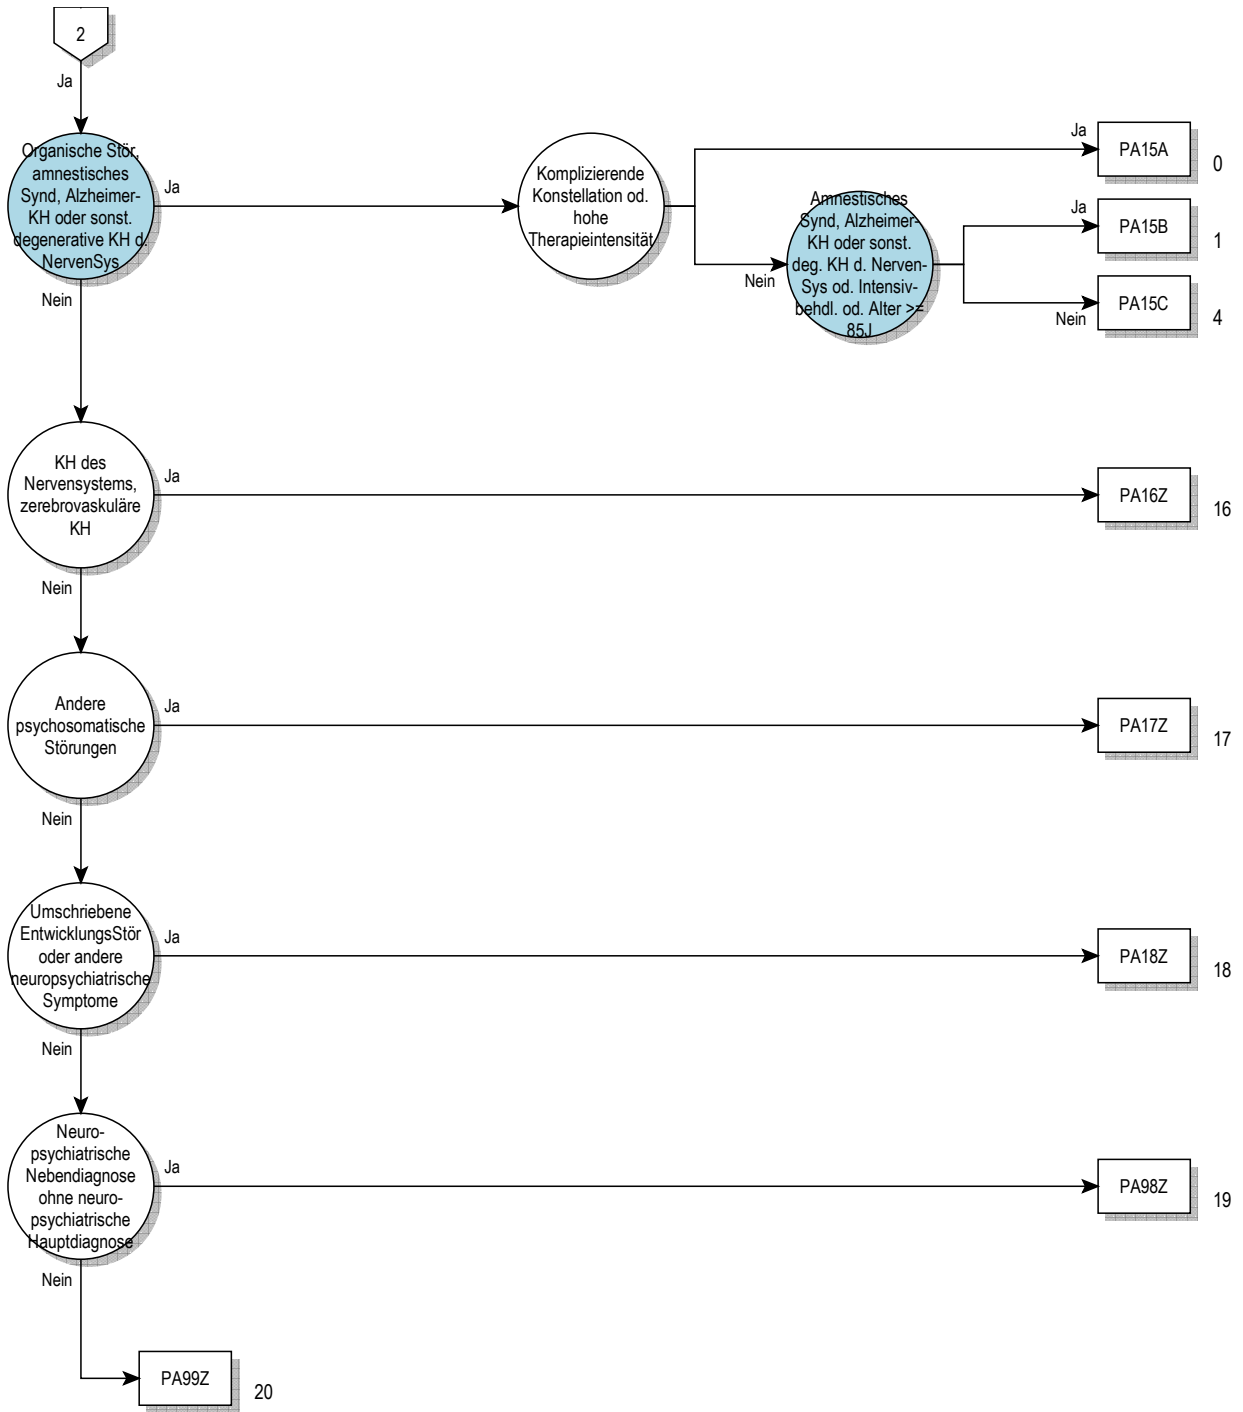 2
Ja
Organische Stör,
amnestisches
Synd, Alzheimer-
KH oder sonst.
degenerative KH d.
NervenSys
Ja
Komplizierende
Konstellation od.
hohe
Therapieintensität
Ja
PA15A
0
Nein
Amnestisches
Synd, Alzheimer-
KH oder sonst.
deg. KH d. Nerven-
Sys od. Intensiv-
behdl. od. Alter >=
85J
Ja
PA15B
1
Nein
PA15C
4
Nein
KH des
Nervensystems,
zerebrovaskuläre
KH
Ja
PA16Z
16
Nein
Andere
psychosomatische
Störungen
Ja
PA17Z
17
Nein
Umschriebene
EntwicklungsStör
oder andere
neuropsychiatrische
Symptome
Ja
PA18Z
18
Nein
Neuro-
psychiatrische
Nebendiagnose
ohne neuro-
psychiatrische
Hauptdiagnose
Ja
PA98Z
19
Nein
PA99Z
20